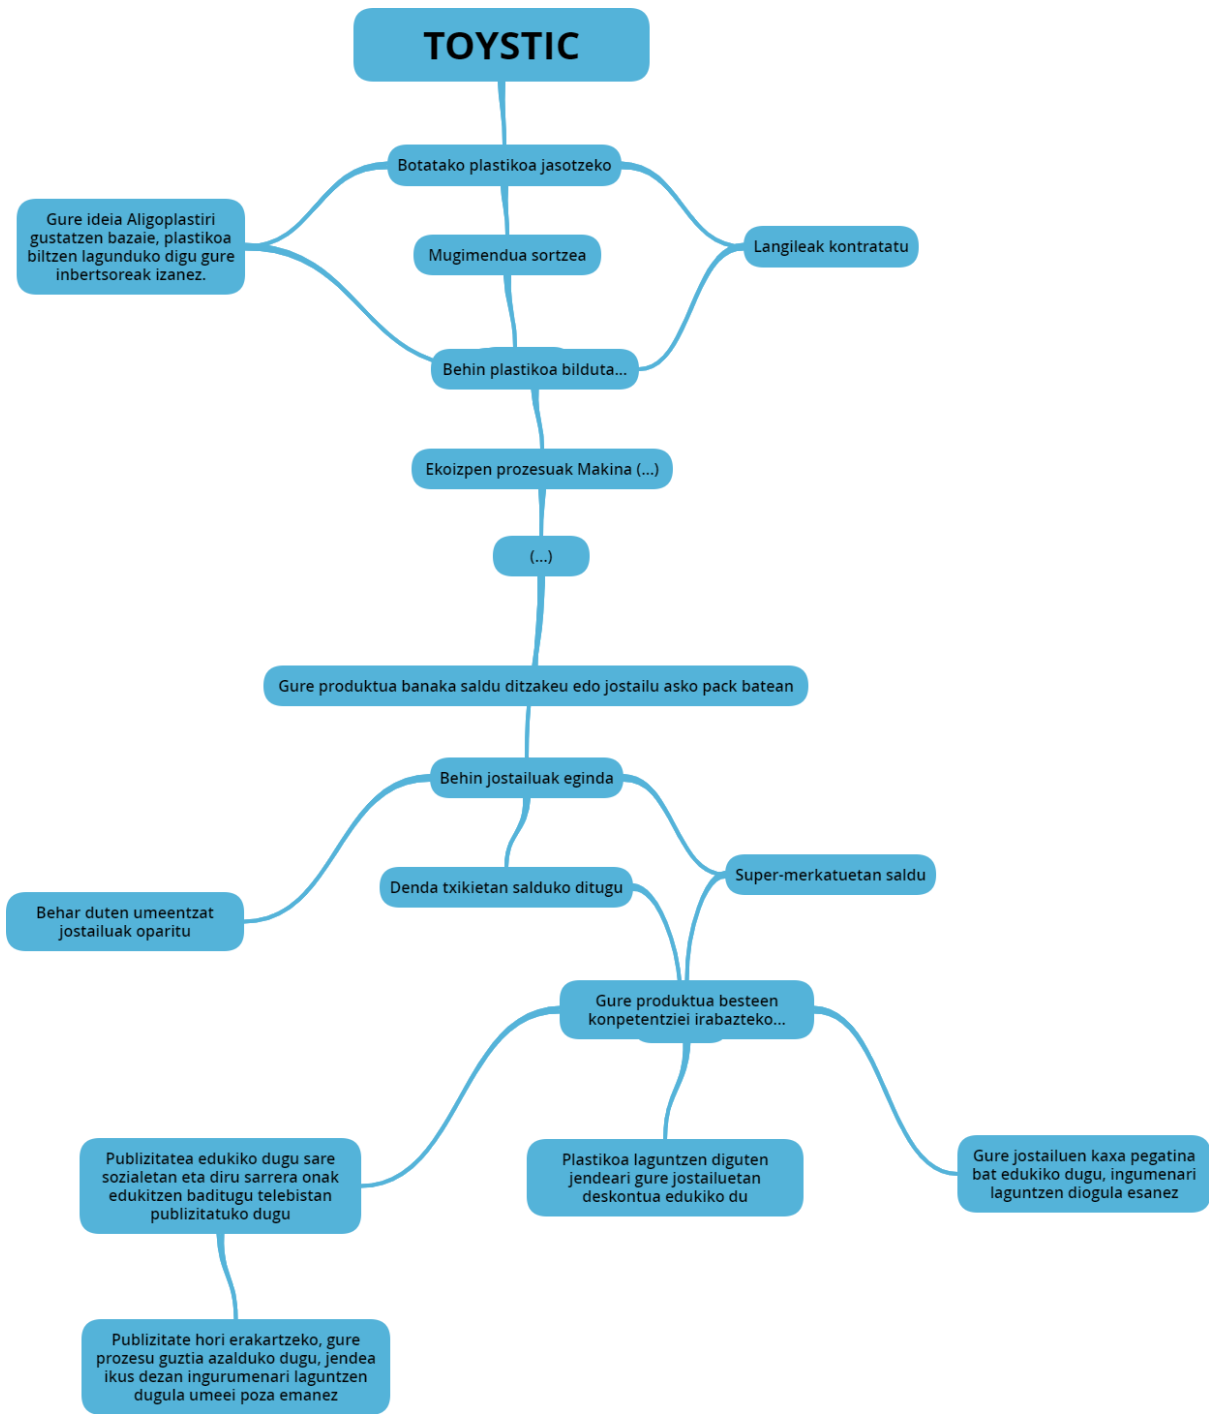 TOYSTIC
Botatako plastikoa jasotzeko
Gure ideia Aligoplastiri
gustatzen bazaie, plastikoa
biltzen lagunduko digu gure
inbertsoreak izanez.
Mugimendua sortzea
Langileak kontratatu
Behin plastikoa bilduta...
Ekoizpen prozesuak Makina (...)
(...)
Gure produktua banaka saldu ditzakeu edo jostailu asko pack batean
Behin jostailuak eginda
Denda txikietan salduko ditugu
Super-merkatuetan saldu
Behar duten umeentzat
jostailuak oparitu
Gure produktua besteen
konpetentziei irabazteko...
Publizitatea edukiko dugu sare
sozialetan eta diru sarrera onak
edukitzen baditugu telebistan
publizitatuko dugu
Plastikoa laguntzen diguten
jendeari gure jostailuetan
deskontua edukiko du
Gure jostailuen kaxa pegatina
bat edukiko dugu, ingumenari
laguntzen diogula esanez
Publizitate hori erakartzeko, gure
prozesu guztia azalduko dugu, jendea
ikus dezan ingurumenari laguntzen
dugula umeei poza emanez